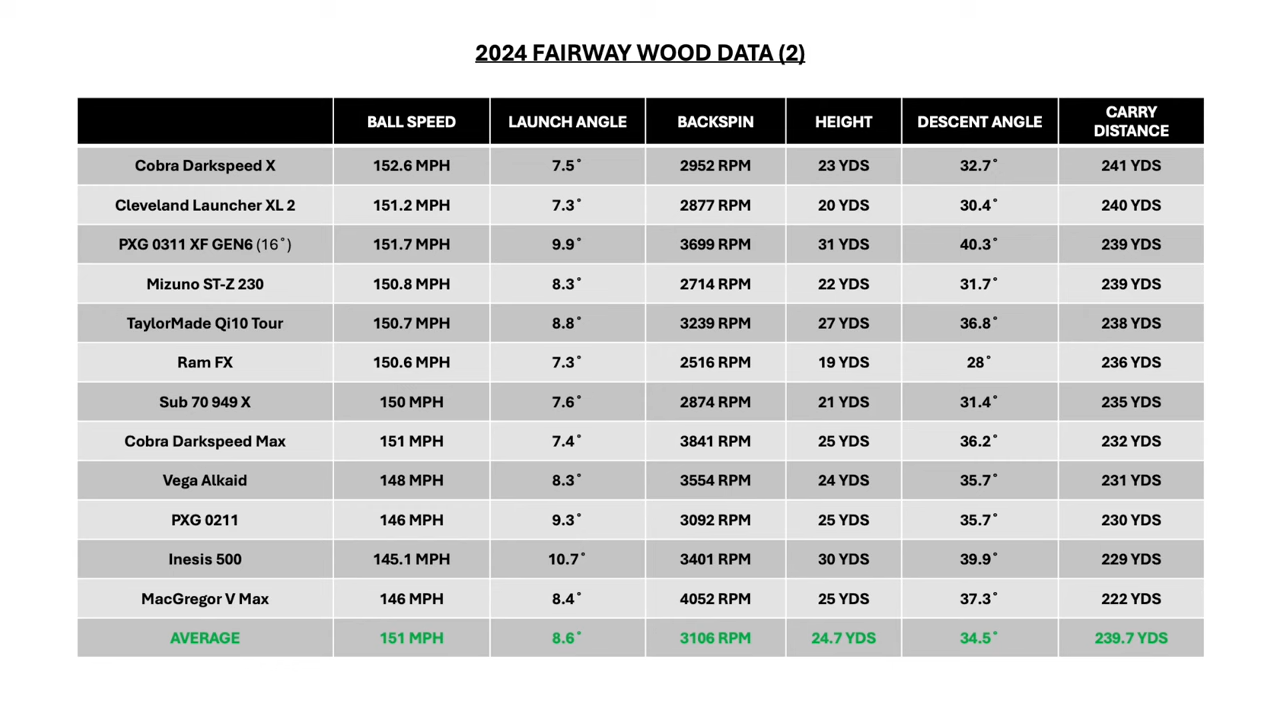 2024 FAIRWAY WOOD DATA (2)
BALL SPEED LAUNCH ANGLE BACKSPIN HEIGHT DESCENT ANGLE CARRY DISTANCE
Cobra Darkspeed X 152.6 MPH 7.5° 2952 RPM 23 YDS 32.7° 241 YDS
Cleveland Launcher XL 2 151.2 MPH 7.3° 2877 RPM 20 YDS 30.4° 240 YDS
PXG 0311 XF GEN6 (16°) 151.7 MPH 9.9° 3699 RPM 31 YDS 40.3° 239 YDS
Mizuno ST-Z 230 150.8 MPH 8.3° 2714 RPM 22 YDS 31.7° 239 YDS
TaylorMade Qi10 Tour 150.7 MPH 8.8° 3239 RPM 27 YDS 36.8° 238 YDS
Ram FX 150.6 MPH 7.3° 2516 RPM 19 YDS 28° 236 YDS
Sub 70 949 X 150 MPH 7.6° 2874 RPM 21 YDS 31.4° 235 YDS
Cobra Darkspeed Max 151 MPH 7.4° 3841 RPM 25 YDS 36.2° 232 YDS
Vega Alkaid 148 MPH 8.3° 3554 RPM 24 YDS 35.7° 231 YDS
PXG 0211 146 MPH 9.3° 3092 RPM 25 YDS 35.7° 230 YDS
Inesis 500 145.1 MPH 10.7° 3401 RPM 30 YDS 39.9° 229 YDS
MacGregor V Max 146 MPH 8.4° 4052 RPM 25 YDS 37.3° 222 YDS
AVERAGE 151 MPH 8.6° 3106 RPM 24.7 YDS 34.5° 239.7 YDS